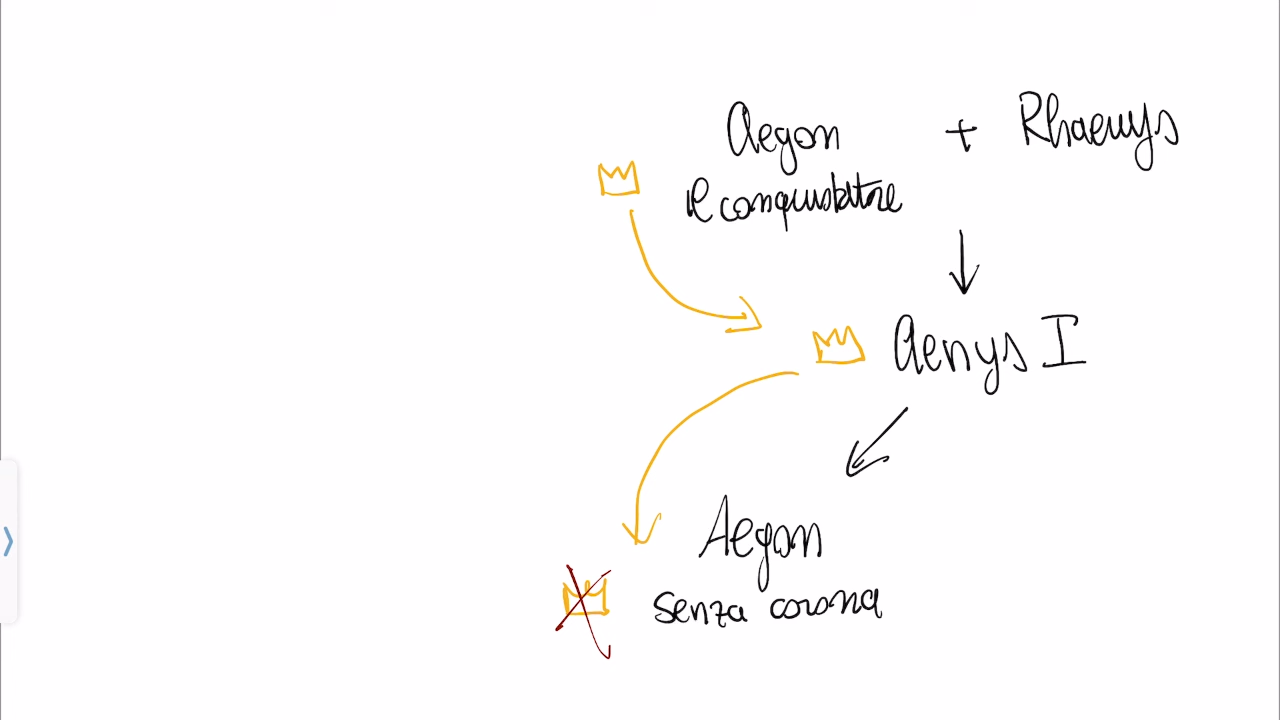 Aegon + Rhaenys
il conquistatore
Aenys I
Aegon
senza corona